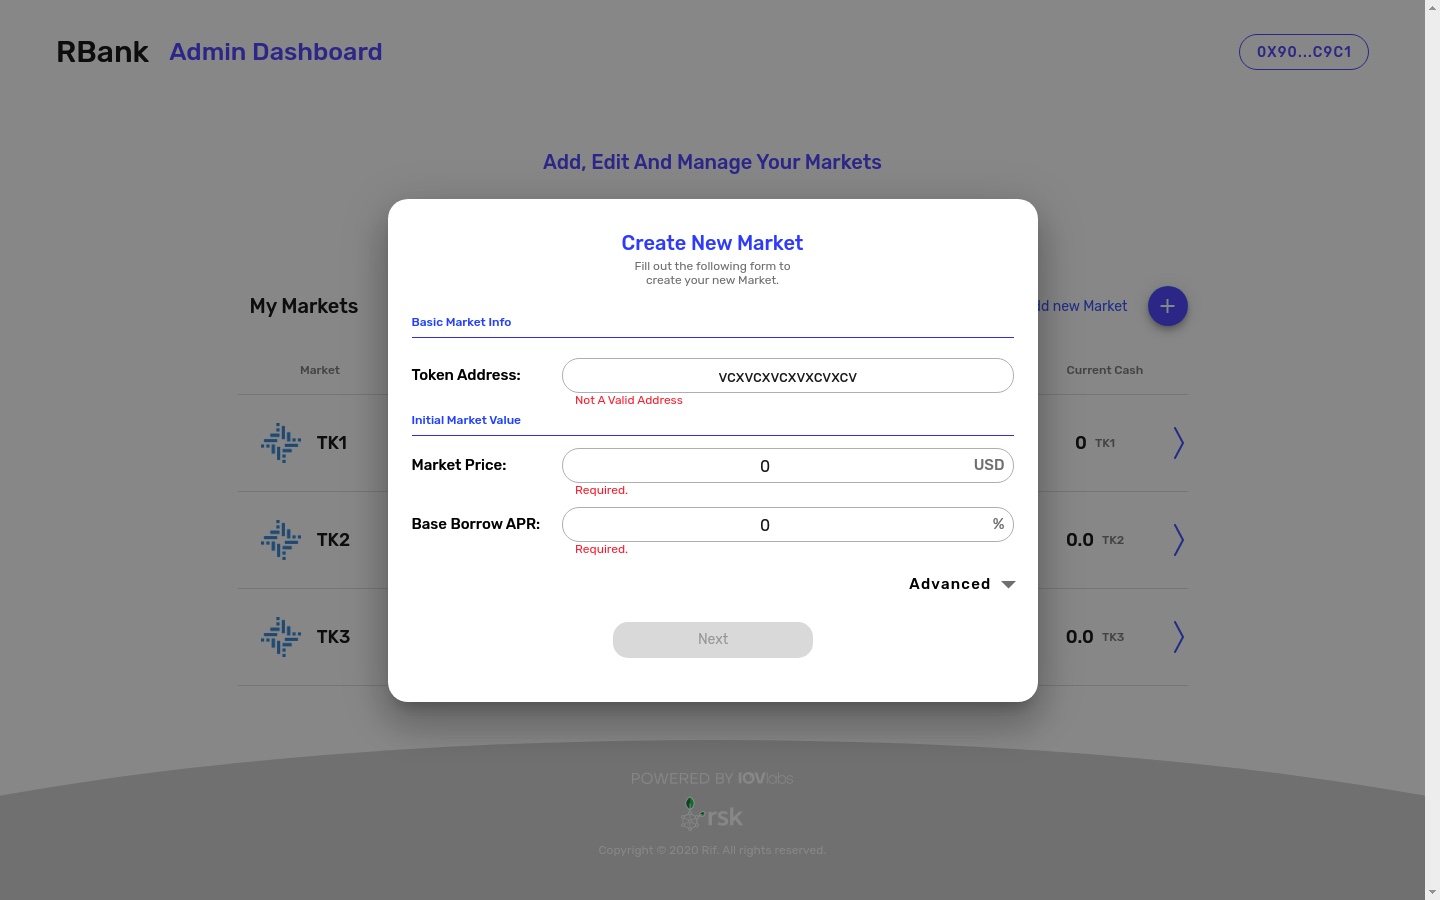 RBank Admin Dashboard
0X90...C9C1
Add, Edit And Manage Your Markets
Create New Market
Fill out the following form to
create your new Market.
My Markets
new Market
+
Basic Market Info
Market
Current Cash
Token Address:
VCXVCXVCXVXCVXCV
Not A Valid Address
Initial Market Value
TK1
0 TK1
Market Price:
0
USD
Required.
Base Borrow APR:
0
%
Required.
TK2
0.0 TK2
Advanced
TK3
0.0 TK3
Next
POWERED BY IOVlabs
rsk
Copyright © 2020 Rif. All rights reserved.